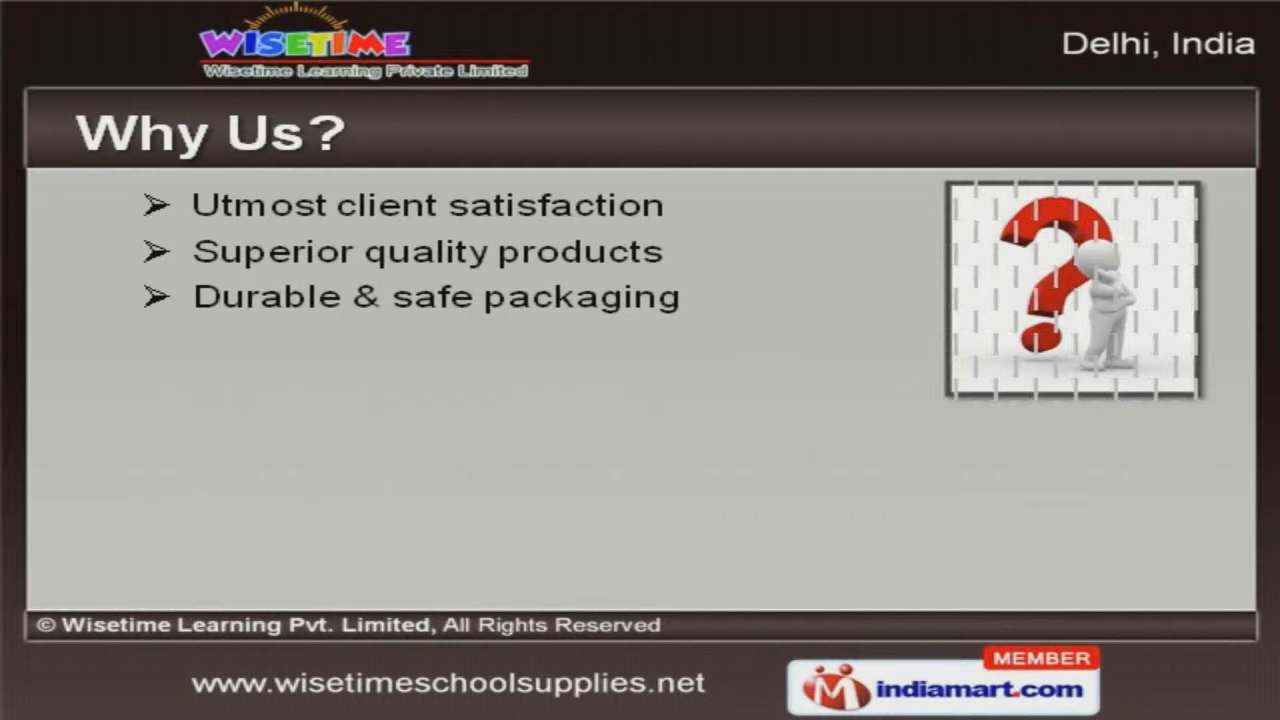 WISETIME
Wisetime Learning Private Limited
Delhi, India
Why Us?
➢ Utmost client satisfaction
➢ Superior quality products
➢ Durable & safe packaging
© Wisetime Learning Pvt. Limited, All Rights Reserved
www.wisetimeschoolsupplies.net
MEMBER
indiamart.com